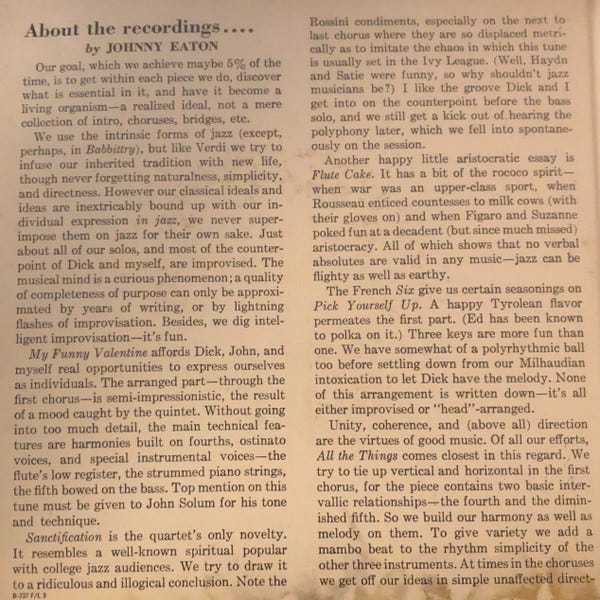 About the recordings....
by JOHNNY EATON
Our goal, which we achieve maybe 5% of the
time, is to get within each piece we do, discover
what is essential in it, and have it become a
living organism—a realized ideal, not a mere
collection of intro, choruses, bridges, etc.
We use the intrinsic forms of jazz (except,
perhaps, in Babbittry), but like Verdi we try to
infuse our inherited tradition with new life,
though never forgetting naturalness, simplicity,
and directness. However our classical ideals and
ideas are inextricably bound up with our in-
dividual expression in jazz, we never super-
impose them on jazz for their own sake. Just
about all of our solos, and most of the counter-
point of Dick and myself, are improvised. The
musical mind is a curious phenomenon; a quality
of completeness of purpose can only be approxi-
mated by years of writing, or by lightning
flashes of improvisation. Besides, we dig intel-
ligent improvisation—it's fun.
My Funny Valentine affords Dick, John, and
myself real opportunities to express ourselves
as individuals. The arranged part—through the
first chorus—is semi-impressionistic, the result
of a mood caught by the quintet. Without going
into too much detail, the main technical fea-
tures are harmonies built on fourths, ostinato
voices, and special instrumental voices—the
flute's low register, the strummed piano strings,
the fifth bowed on the bass. Top mention on this
tune must be given to John Solum for his tone
and technique.
Sanctification is the quartet's only novelty.
It resembles a well-known spiritual popular
with college jazz audiences. We try to draw it
to a ridiculous and illogical conclusion. Note the
B-737 F/L 3
Rossini condiments, especially on the next to
last chorus where they are so displaced metri-
cally as to imitate the chaos in which this tune
is usually set in the Ivy League. (Well, Haydn
and Satie were funny, so why shouldn't jazz
musicians be?) I like the groove Dick and I
get into on the counterpoint before the bass
solo, and we still get a kick out of hearing the
polyphony later, which we fell into spontane-
ously on the session.
Another happy little aristocratic essay is
Flute Cake. It has a bit of the rococo spirit—
when war was an upper-class sport, when
Rousseau enticed countesses to milk cows (with
their gloves on) and when Figaro and Suzanne
poked fun at a decadent (but since much missed)
aristocracy. All of which shows that no verbal
absolutes are valid in any music—jazz can be
flighty as well as earthy.
The French Six give us certain seasonings on
Pick Yourself Up. A happy Tyrolean flavor
permeates the first part. (Ed has been known
to polka on it.) Three keys are more fun than
one. We have somewhat of a polyrhythmic ball
too before settling down from our Milhaudian
intoxication to let Dick have the melody. None
of this arrangement is written down—it's all
either improvised or "head"-arranged.
Unity, coherence, and (above all) direction
are the virtues of good music. Of all our efforts,
All the Things comes closest in this regard. We
try to tie up vertical and horizontal in the first
chorus, for the piece contains two basic inter-
vallic relationships—the fourth and the dimin-
ished fifth. So we build our harmony as well as
melody on them. To give variety we add a
mambo beat to the rhythm simplicity of the
other three instruments. At times in the choruses
we get off our ideas in simple unaffected direct-